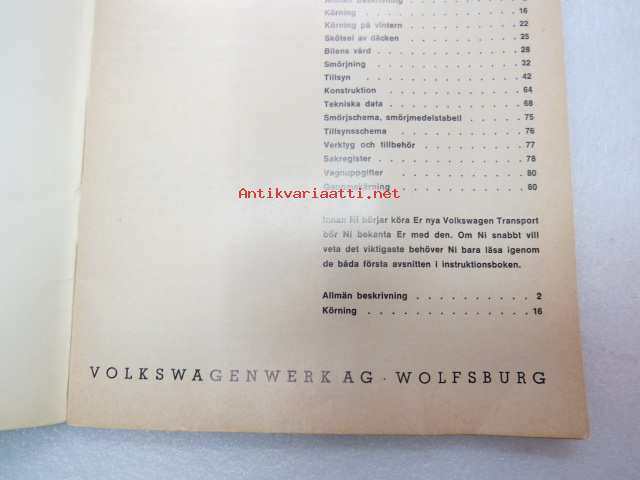 Allmän beskrivning . . . . . . . . .
Körning . . . . . . . . . . . . . 16
Körning på vintern . . . . . . . . . 22
Skötsel av däcken . . . . . . . . . 25
Bilens vård . . . . . . . . . . . . 28
Smörjning . . . . . . . . . . . . 32
Tillsyn . . . . . . . . . . . . . 42
Konstruktion . . . . . . . . . . . 64
Tekniska data . . . . . . . . . . . 68
Smörjschema, smörjmedelstabell . . . . . 75
Tillsynsschema . . . . . . . . . . 76
Verktyg och tillbehör . . . . . . . . 77
Sakregister . . . . . . . . . . . . 78
Vagnuppgifter . . . . . . . . . . . 80
Genomskärning . . . . . . . . . . . 80
Antikvariaatti.net
Innan Ni börjar köra Er nya Volkswagen Transport
bör Ni bekanta Er med den. Om Ni snabbt vill
veta det viktigaste behöver Ni bara läsa igenom
de båda första avsnitten i instruktionsboken.
Allmän beskrivning . . . . . . . . . 2
Körning . . . . . . . . . . . . . 16
VOLKSWAGENWERK AG · WOLFSBURG